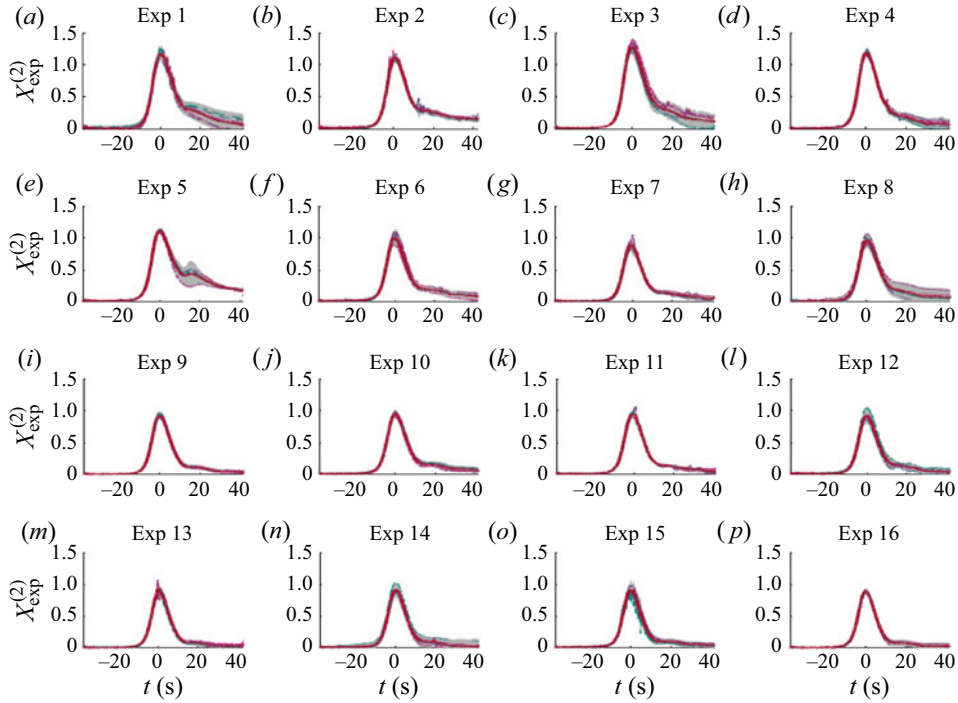 (a) Exp 1 (b) Exp 2 (c) Exp 3 (d) Exp 4
X_exp^(2) 1.5 1.0 0.5 0 1.5 1.0 0.5 0 1.5 1.0 0.5 0 1.5 1.0 0.5 0
–20 0 20 40 –20 0 20 40 –20 0 20 40 –20 0 20 40
(e) Exp 5 (f) Exp 6 (g) Exp 7 (h) Exp 8
X_exp^(2) 1.5 1.0 0.5 0 1.5 1.0 0.5 0 1.5 1.0 0.5 0 1.5 1.0 0.5 0
–20 0 20 40 –20 0 20 40 –20 0 20 40 –20 0 20 40
(i) Exp 9 (j) Exp 10 (k) Exp 11 (l) Exp 12
X_exp^(2) 1.5 1.0 0.5 0 1.5 1.0 0.5 0 1.5 1.0 0.5 0 1.5 1.0 0.5 0
–20 0 20 40 –20 0 20 40 –20 0 20 40 –20 0 20 40
(m) Exp 13 (n) Exp 14 (o) Exp 15 (p) Exp 16
X_exp^(2) 1.5 1.0 0.5 0 1.5 1.0 0.5 0 1.5 1.0 0.5 0 1.5 1.0 0.5 0
–20 0 20 40 –20 0 20 40 –20 0 20 40 –20 0 20 40
t (s) t (s) t (s) t (s)